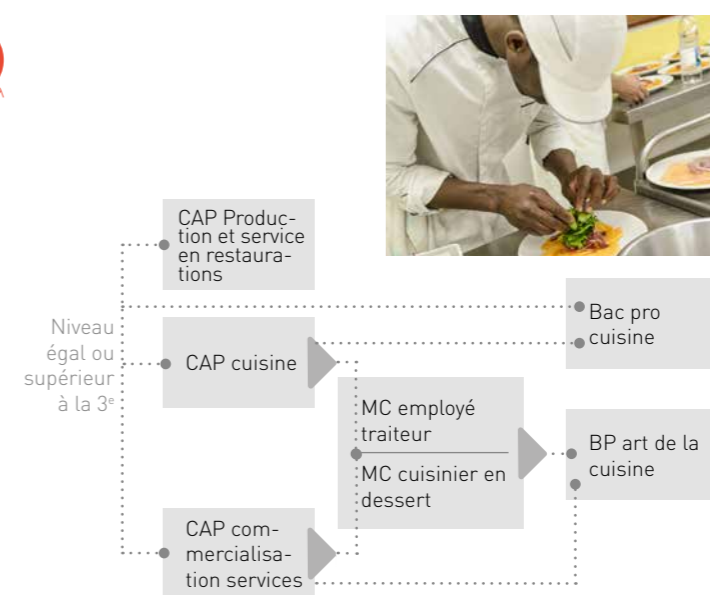 CAP Produc-
tion et service
en restaura-
tions
Niveau
égal ou
supérieur
à la 3e
CAP cuisine
Bac pro
cuisine
MC employé
traiteur
MC cuisinier en
dessert
BP art de la
cuisine
CAP com-
mercialisa-
tion services